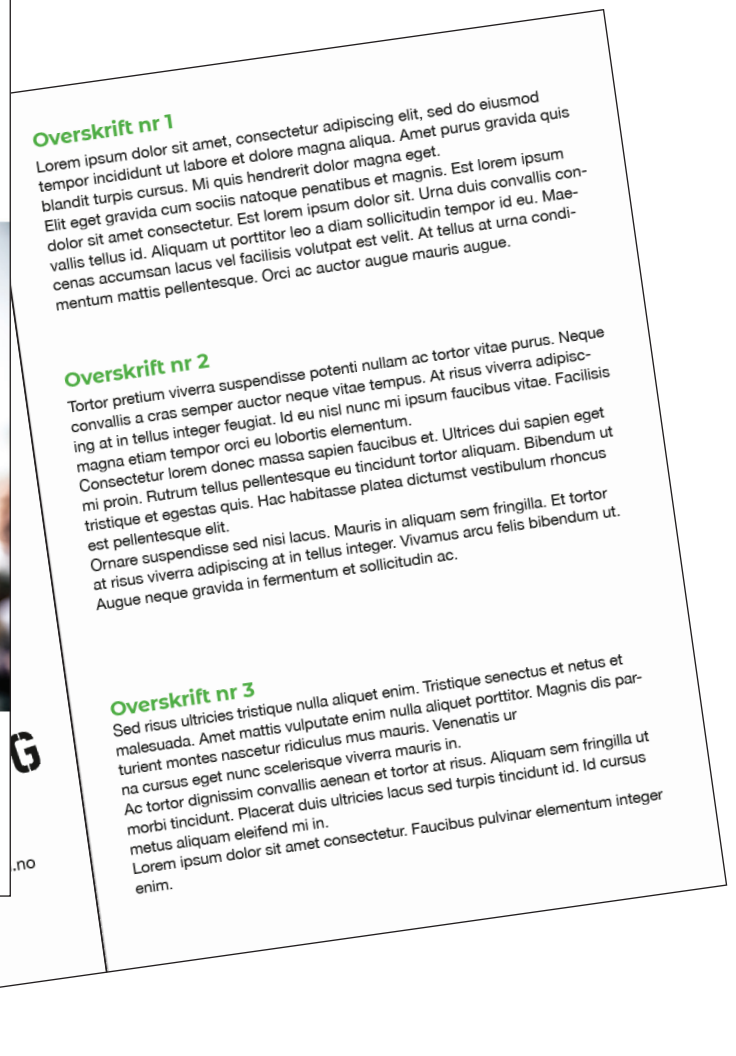 Overskrift nr 1
Lorem ipsum dolor sit amet, consectetur adipiscing elit, sed do eiusmod
tempor incididunt ut labore et dolore magna aliqua. Amet purus gravida quis
blandit turpis cursus. Mi quis hendrerit dolor magna eget.
Elit eget gravida cum sociis natoque penatibus et magnis. Est lorem ipsum
dolor sit amet consectetur. Est lorem ipsum dolor sit. Urna duis convallis con-
vallis tellus id. Aliquam ut porttitor leo a diam sollicitudin tempor id eu. Mae-
cenas accumsan lacus vel facilisis volutpat est velit. At tellus at urna condi-
mentum mattis pellentesque. Orci ac auctor augue mauris augue.
Overskrift nr 2
Tortor pretium viverra suspendisse potenti nullam ac tortor vitae purus. Neque
convallis a cras semper auctor neque vitae tempus. At risus viverra adipisc-
ing at in tellus integer feugiat. Id eu nisl nunc mi ipsum faucibus vitae. Facilisis
magna etiam tempor orci eu lobortis elementum.
Consectetur lorem donec massa sapien faucibus et. Ultrices dui sapien eget
mi proin. Rutrum tellus pellentesque eu tincidunt tortor aliquam. Bibendum ut
tristique et egestas quis. Hac habitasse platea dictumst vestibulum rhoncus
est pellentesque elit.
Ornare suspendisse sed nisi lacus. Mauris in aliquam sem fringilla. Et tortor
at risus viverra adipiscing at in tellus integer. Vivamus arcu felis bibendum ut.
Augue neque gravida in fermentum et sollicitudin ac.
Overskrift nr 3
Sed risus ultricies tristique nulla aliquet enim. Tristique senectus et netus et
malesuada. Amet mattis vulputate enim nulla aliquet porttitor. Magnis dis par-
turient montes nascetur ridiculus mus mauris. Venenatis ur
na cursus eget nunc scelerisque viverra mauris in.
Ac tortor dignissim convallis aenean et tortor at risus. Aliquam sem fringilla ut
morbi tincidunt. Placerat duis ultricies lacus sed turpis tincidunt id. Id cursus
metus aliquam eleifend mi in.
Lorem ipsum dolor sit amet consectetur. Faucibus pulvinar elementum integer
enim.
G
.no